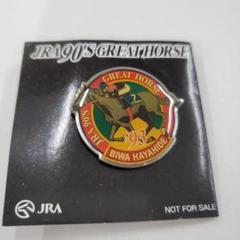 JRA 90'S GREAT HORSE
GREAT HORSE
JRA 90'S
'93
BIWA HAYAHIDE
JRA
NOT FOR SALE